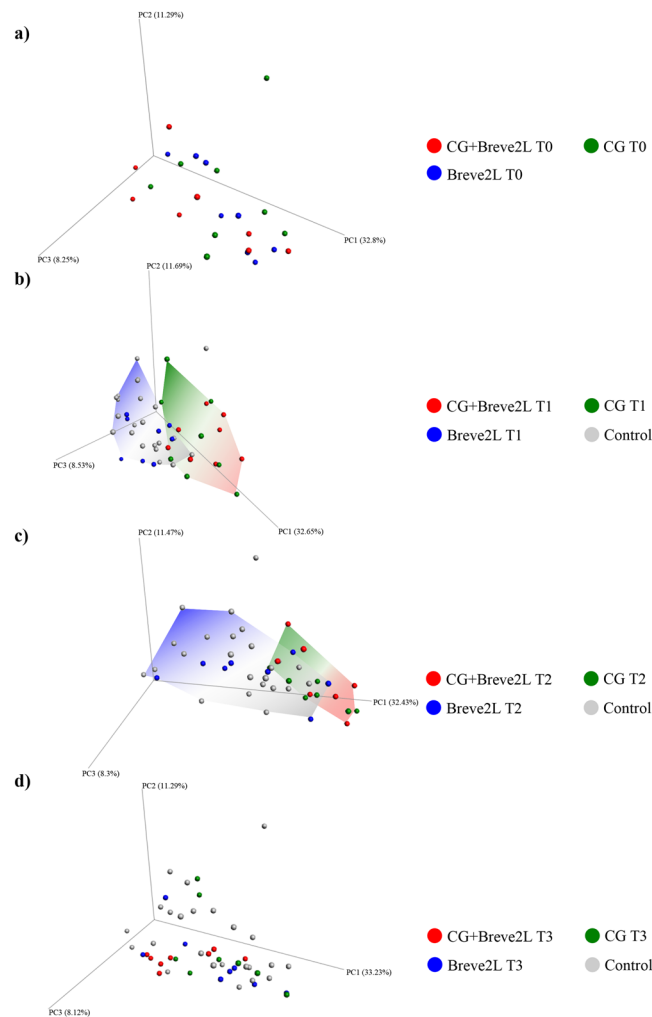 a)
PC2 (11.29%)
PC1 (32.8%)
PC3 (8.25%)
CG+Breve2L T0
CG T0
Breve2L T0
b)
PC2 (11.69%)
PC3 (8.53%)
PC1 (32.65%)
CG+Breve2L T1
CG T1
Breve2L T1
Control
c)
PC2 (11.47%)
PC1 (32.43%)
PC3 (8.3%)
CG+Breve2L T2
CG T2
Breve2L T2
Control
d)
PC2 (11.29%)
PC1 (33.23%)
PC3 (8.12%)
CG+Breve2L T3
CG T3
Breve2L T3
Control